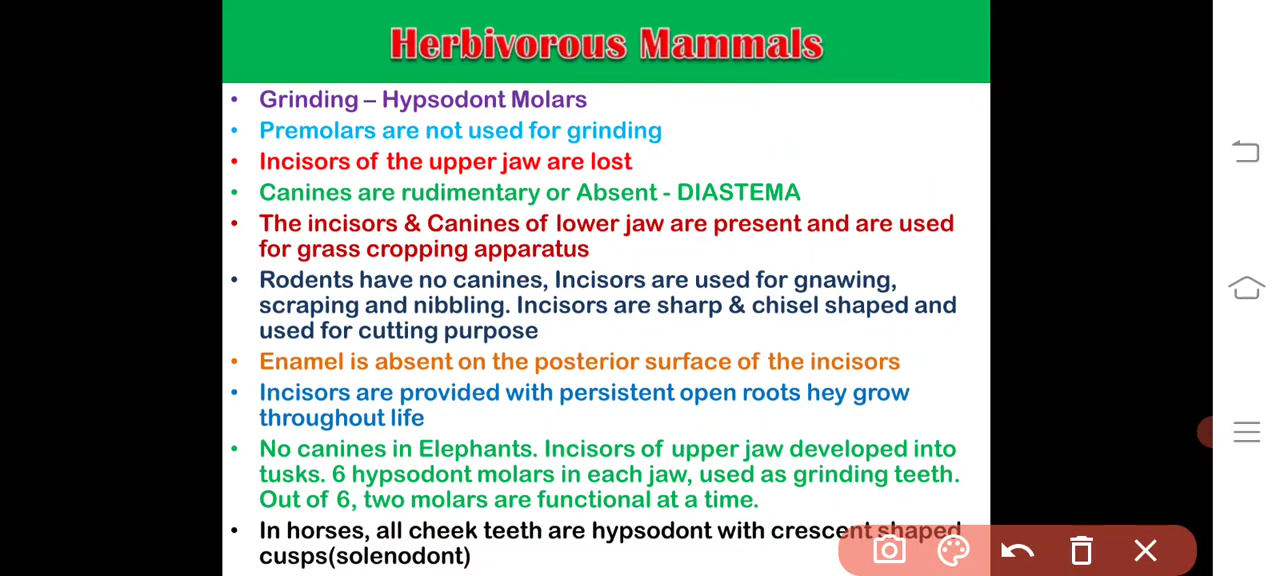 Herbivorous Mammals
• Grinding – Hypsodont Molars
• Premolars are not used for grinding
• Incisors of the upper jaw are lost
• Canines are rudimentary or Absent - DIASTEMA
• The incisors & Canines of lower jaw are present and are used
for grass cropping apparatus
• Rodents have no canines, Incisors are used for gnawing,
scraping and nibbling. Incisors are sharp & chisel shaped and
used for cutting purpose
• Enamel is absent on the posterior surface of the incisors
• Incisors are provided with persistent open roots hey grow
throughout life
• No canines in Elephants. Incisors of upper jaw developed into
tusks. 6 hypsodont molars in each jaw, used as grinding teeth.
Out of 6, two molars are functional at a time.
• In horses, all cheek teeth are hypsodont with crescent shaped
cusps(solenodont)